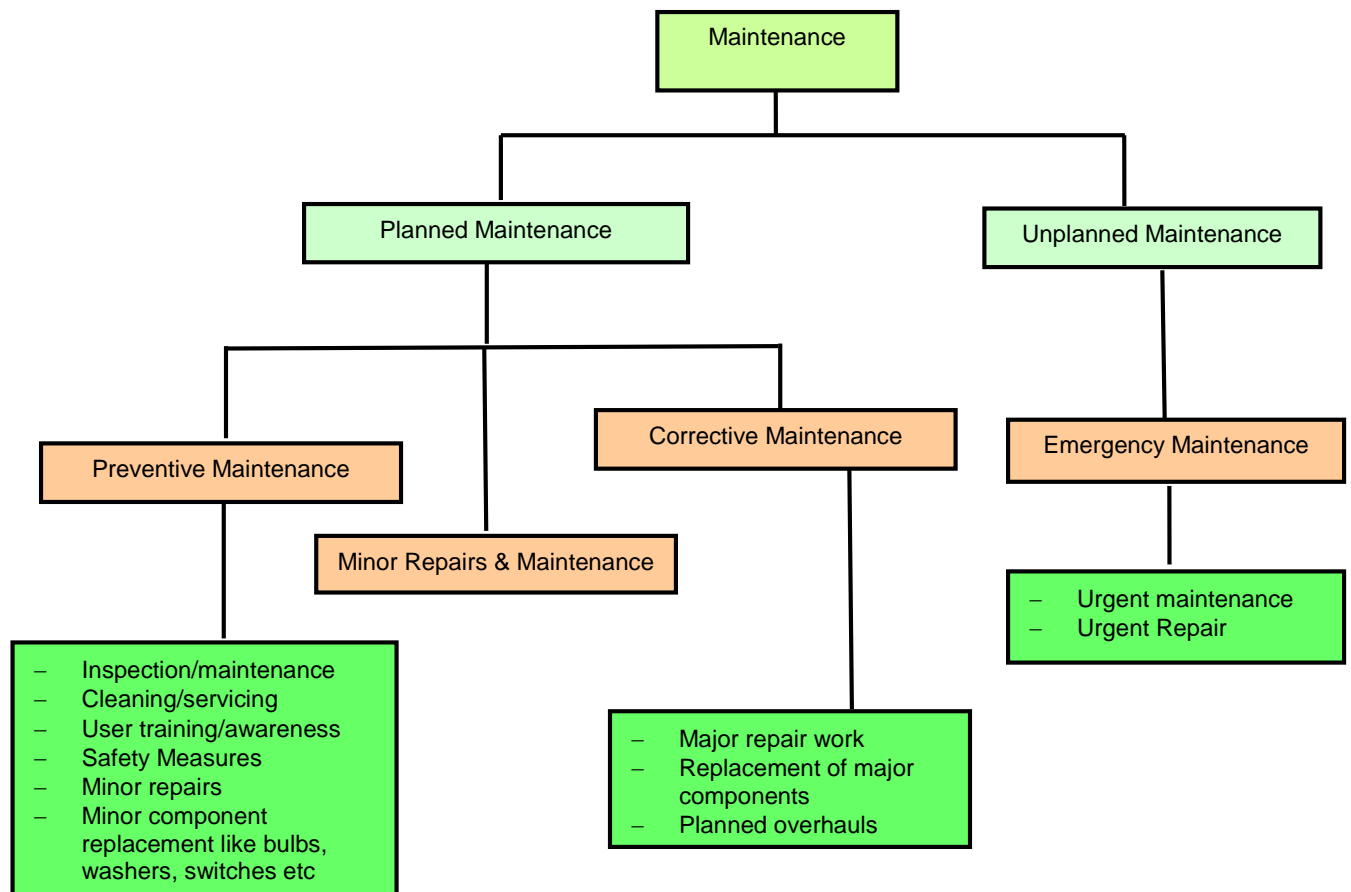 Maintenance
Planned Maintenance
Unplanned Maintenance
Preventive Maintenance
Minor Repairs & Maintenance
Corrective Maintenance
Emergency Maintenance
– Inspection/maintenance
– Cleaning/servicing
– User training/awareness
– Safety Measures
– Minor repairs
– Minor component
replacement like bulbs,
washers, switches etc
– Major repair work
– Replacement of major
components
– Planned overhauls
– Urgent maintenance
– Urgent Repair